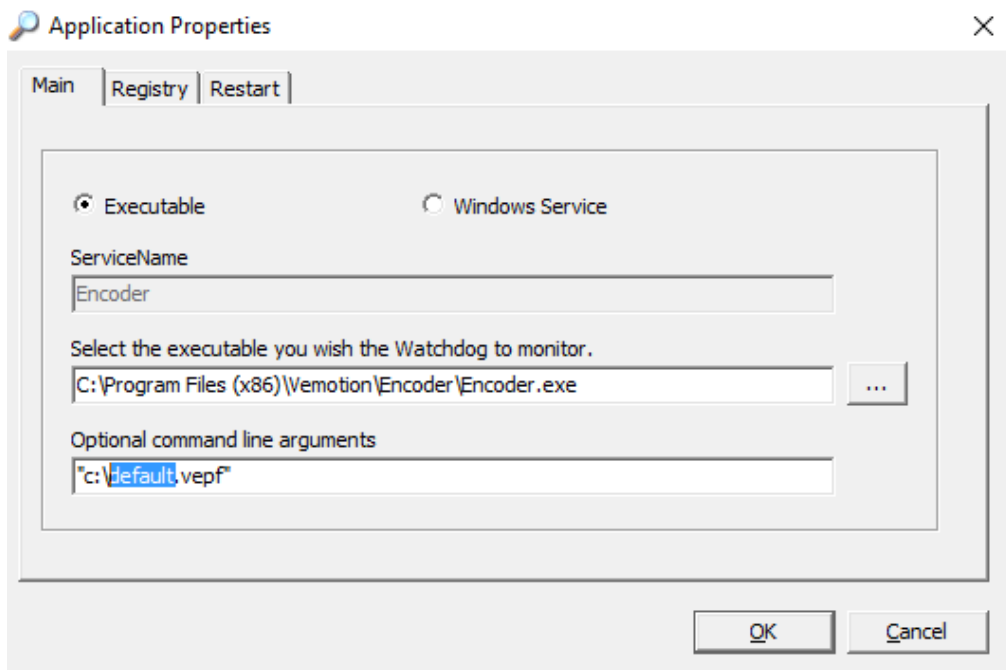 Application Properties
Main Registry Restart
Executable Windows Service
ServiceName
Encoder
Select the executable you wish the Watchdog to monitor.
C:\Program Files (x86)\Vemotion\Encoder\Encoder.exe ...
Optional command line arguments
"c:\default.vepf"
OK Cancel